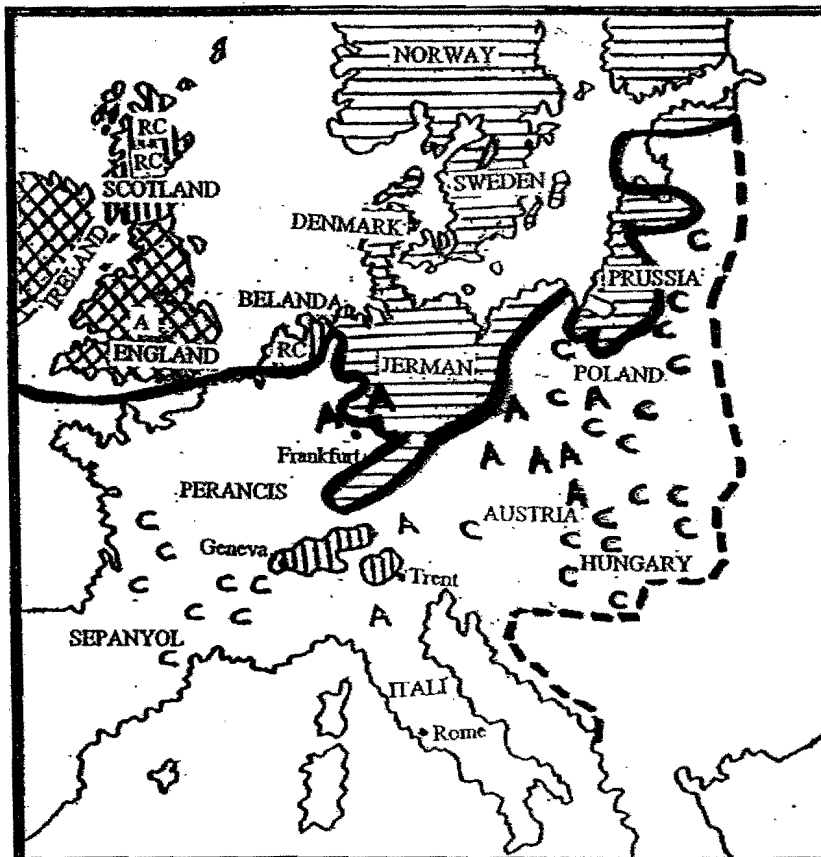 NORWAY
RC
RC
SCOTLAND
SWEDEN
DENMARK
IRELAND
C
PRUSSIA
BELANDA
C
A
ENGLAND
RC
JERMAN
C
POLAND
C
A
A
A
C
A
C
C
C
Frankfurt
A
A
A
PERANCIS
A
C
C
C
AUSTRIA
C
C
A
C
C
C
C
Geneva
C
HUNGARY
C
C
C
C
Trent
C
C
C
A
SEPANYOL
C
ITALI
Rome